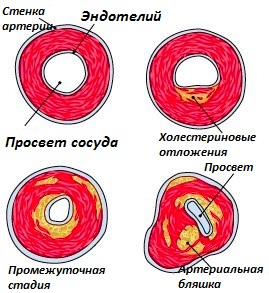 Стенка
артерии
Эндотелий
Просвет сосуда
Холестериновые
отложения
Просвет
Промежуточная
стадия
Артериальная
бляшка